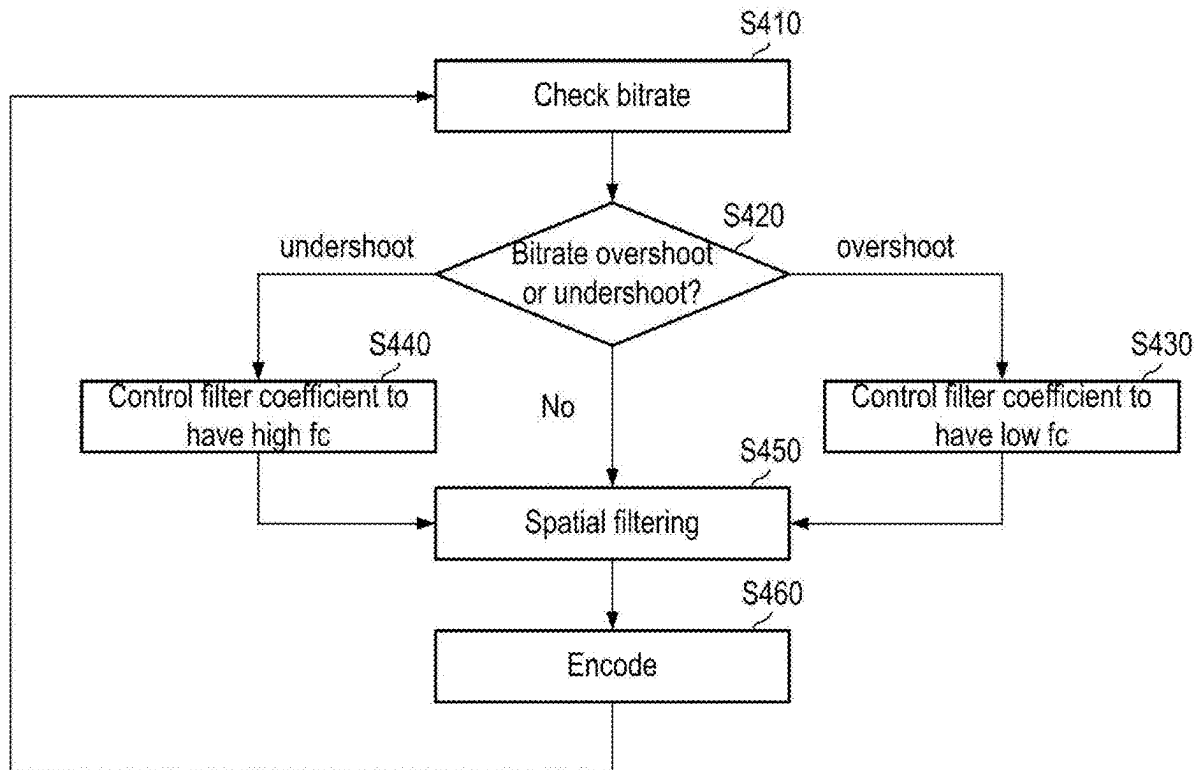 S410
Check bitrate
S420
undershoot
Bitrate overshoot
or undershoot?
overshoot
S440
Control filter coefficient to
have high fc
No
S430
Control filter coefficient to
have low fc
S450
Spatial filtering
S460
Encode